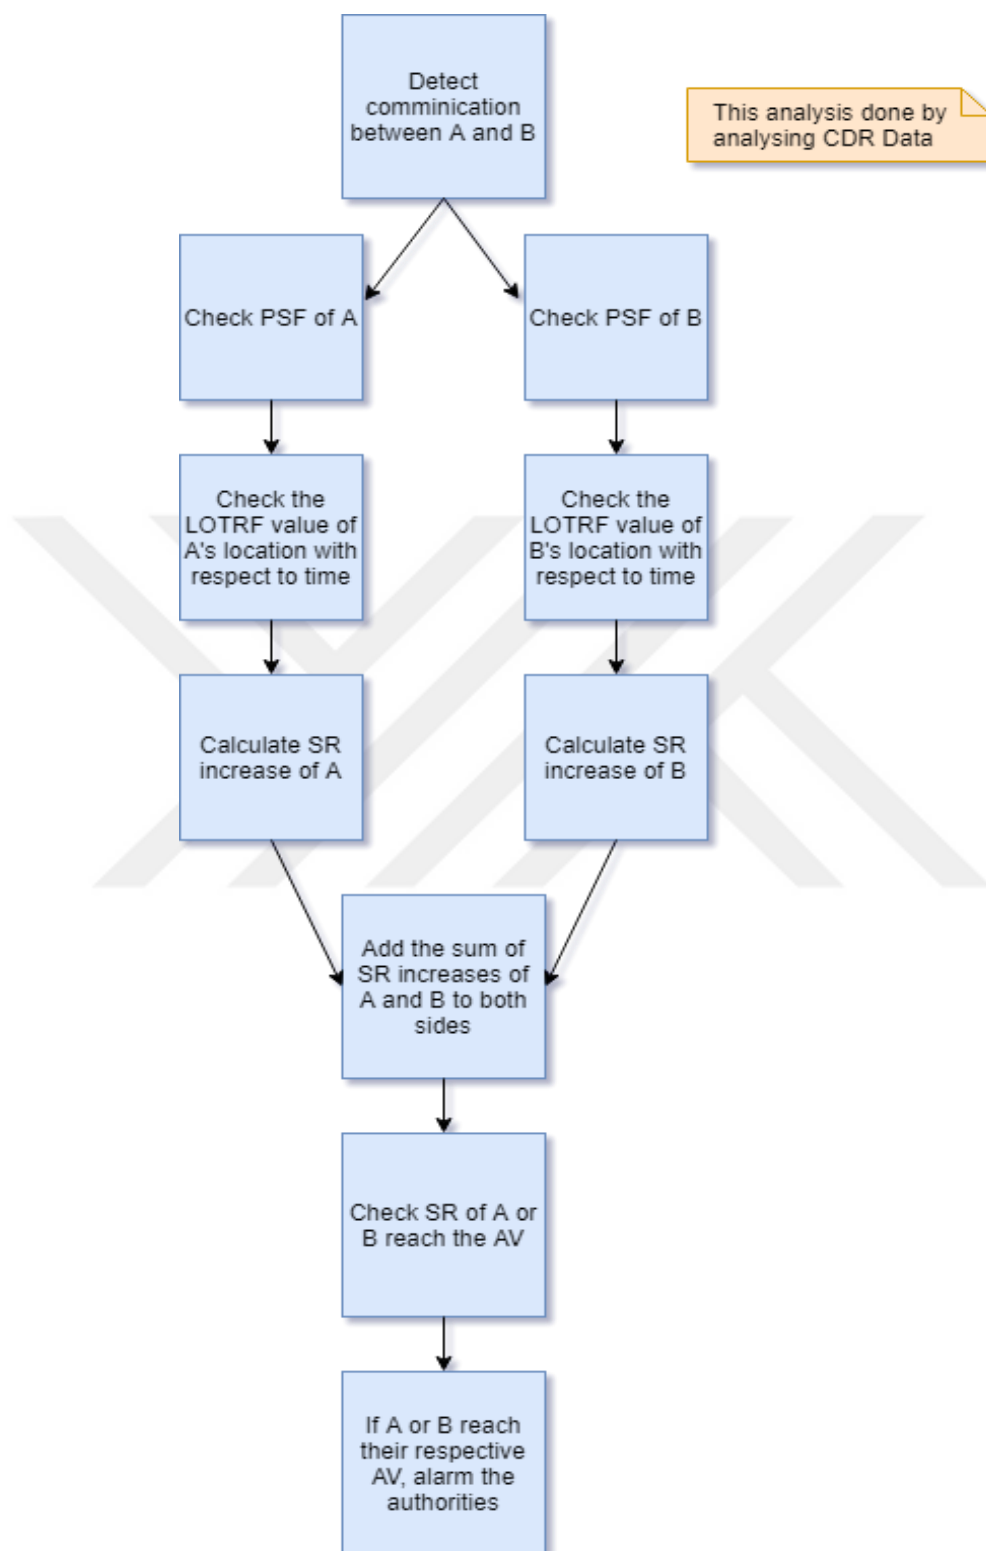 Detect
comminication
between A and B
This analysis done by
analysing CDR Data
Check PSF of A
Check PSF of B
Check the
LOTRF value of
A's location with
respect to time
Check the
LOTRF value of
B's location with
respect to time
Calculate SR
increase of A
Calculate SR
increase of B
Add the sum of
SR increases of
A and B to both
sides
Check SR of A or
B reach the AV
If A or B reach
their respective
AV, alarm the
authorities